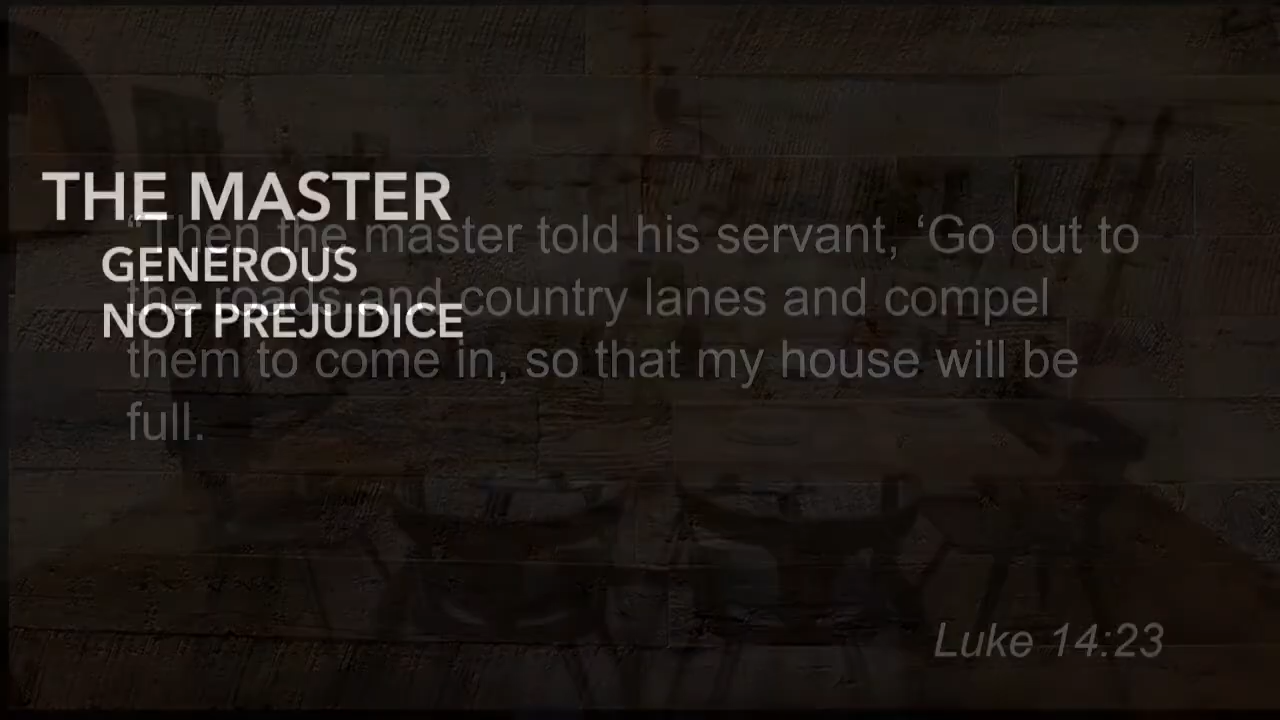 THE MASTER
GENEROUS
NOT PREJUDICE
“Then the master told his servant, ‘Go out to
the roads and country lanes and compel
them to come in, so that my house will be
full.
Luke 14:23